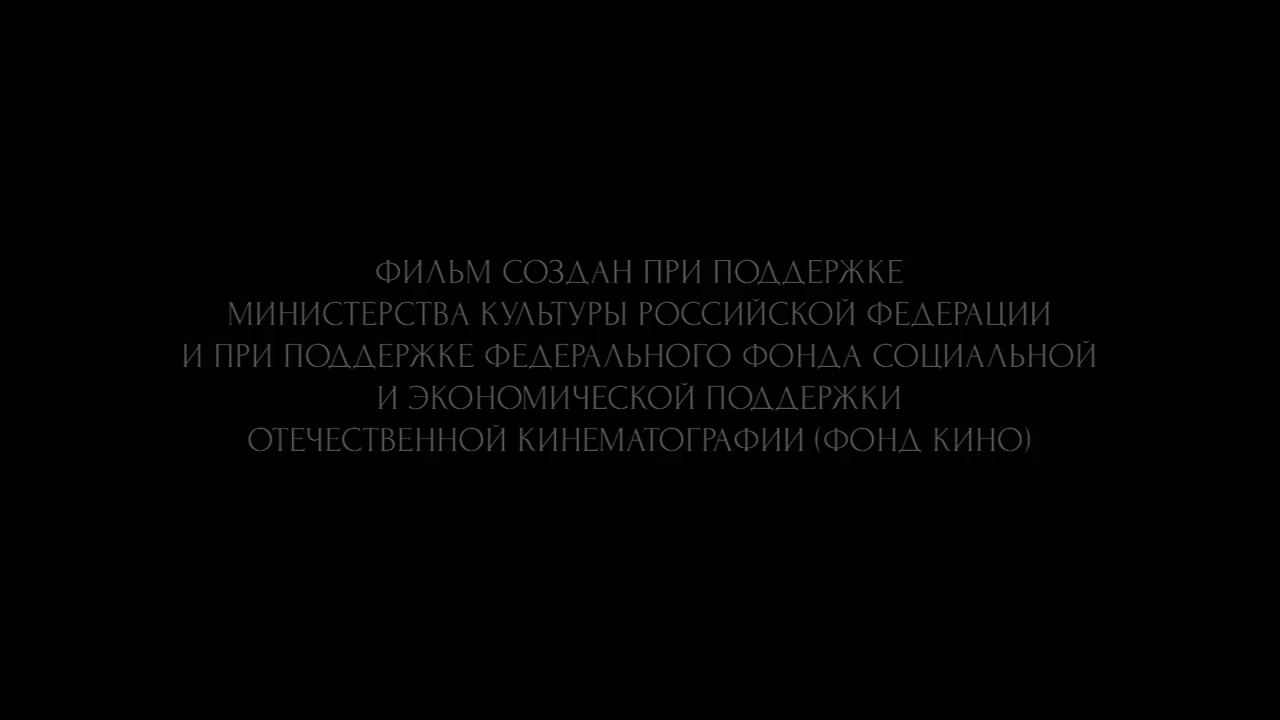 ФИЛЬМ СОЗДАН ПРИ ПОДДЕРЖКЕ
МИНИСТЕРСТВА КУЛЬТУРЫ РОССИЙСКОЙ ФЕДЕРАЦИИ
И ПРИ ПОДДЕРЖКЕ ФЕДЕРАЛЬНОГО ФОНДА СОЦИАЛЬНОЙ
И ЭКОНОМИЧЕСКОЙ ПОДДЕРЖКИ
ОТЕЧЕСТВЕННОЙ КИНЕМАТОГРАФИИ (ФОНД КИНО)